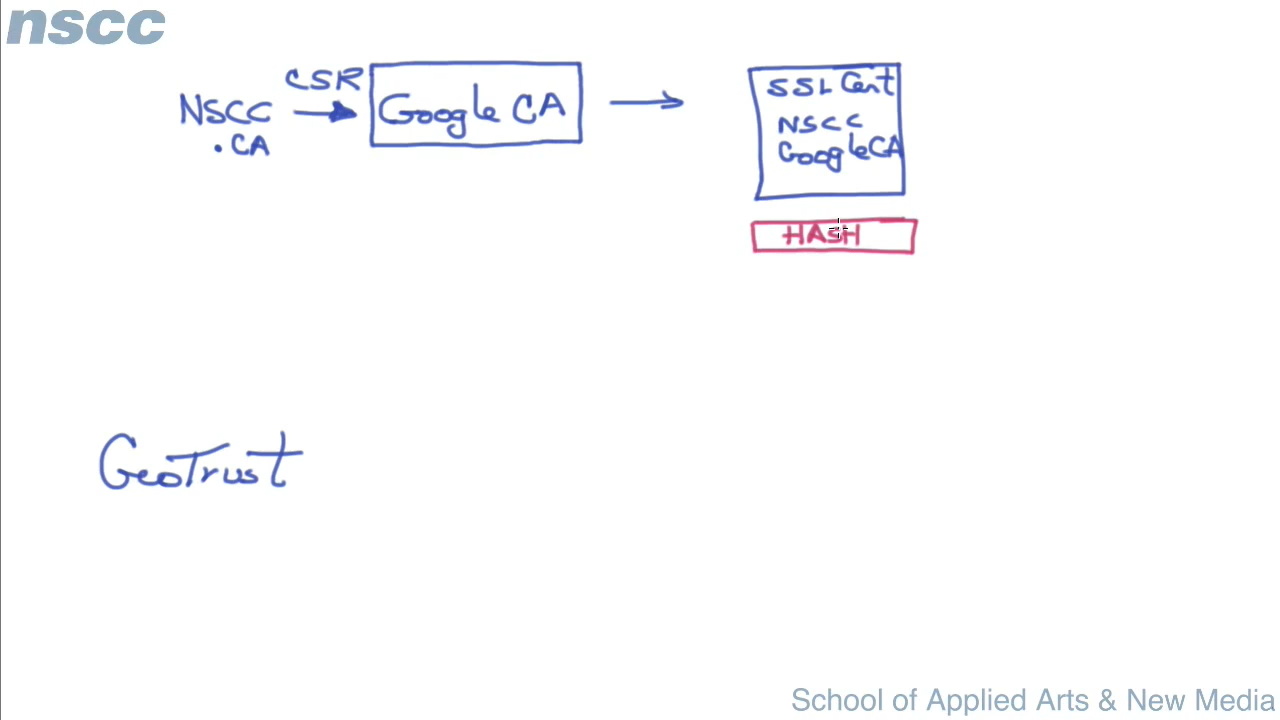 nscc
CSR
NSCC
.CA
Google CA
SSL Cert
NSCC
GoogleCA
HASH
GeoTrust
School of Applied Arts & New Media